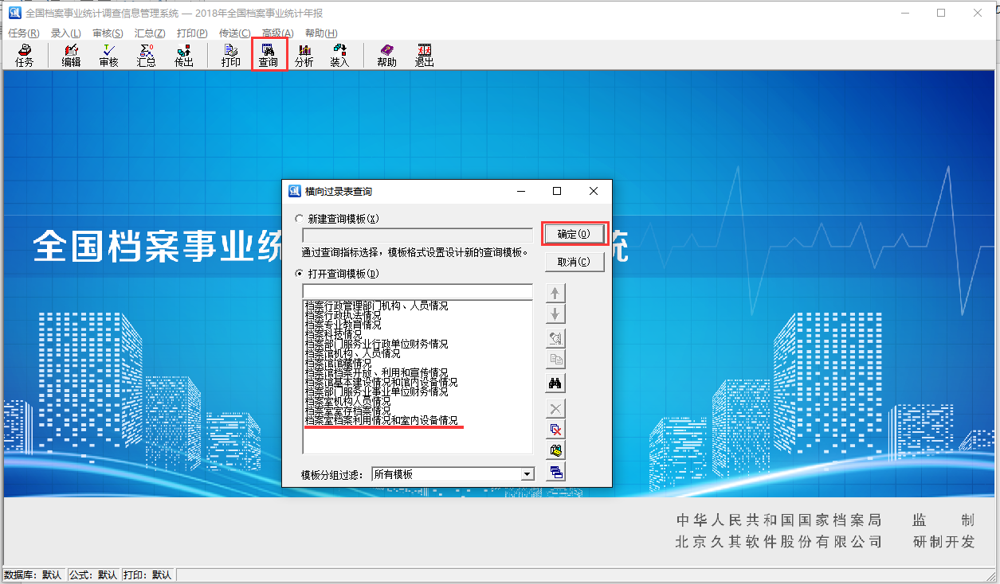 全国档案事业统计调查信息管理系统 — 2018年全国档案事业统计年报
任务(R) 录入(L) 审核(S) 汇总(Z) 打印(P) 传送(C) 高级(A) 帮助(H)
任务 编辑 审核 汇总 传出 打印 查询 分析 装入 帮助 退出
横向过录表查询
新建查询模板(X)
确定(O)
全国档案事业统
统
通过查询指标选择，模板格式设置设计新的查询模板。
取消(C)
打开查询模板(D)
档案行政管理部门机构、人员情况
档案行政执法情况
档案专业教育情况
档案科技情况
档案部门服务业行政单位财务情况
档案馆机构、人员情况
档案馆馆藏情况
档案馆档案开放、利用和宣传情况
档案馆基本建设情况和馆内设备情况
档案部门服务业事业单位财务情况
档案室机构人员情况
档案室室存档案情况
档案室档案利用情况和室内设备情况
模板分组过滤： 所有模板
中华人民共和国国家档案局 监 制
北京久其软件股份有限公司 研制开发
数据库：默认 公式：默认 打印：默认